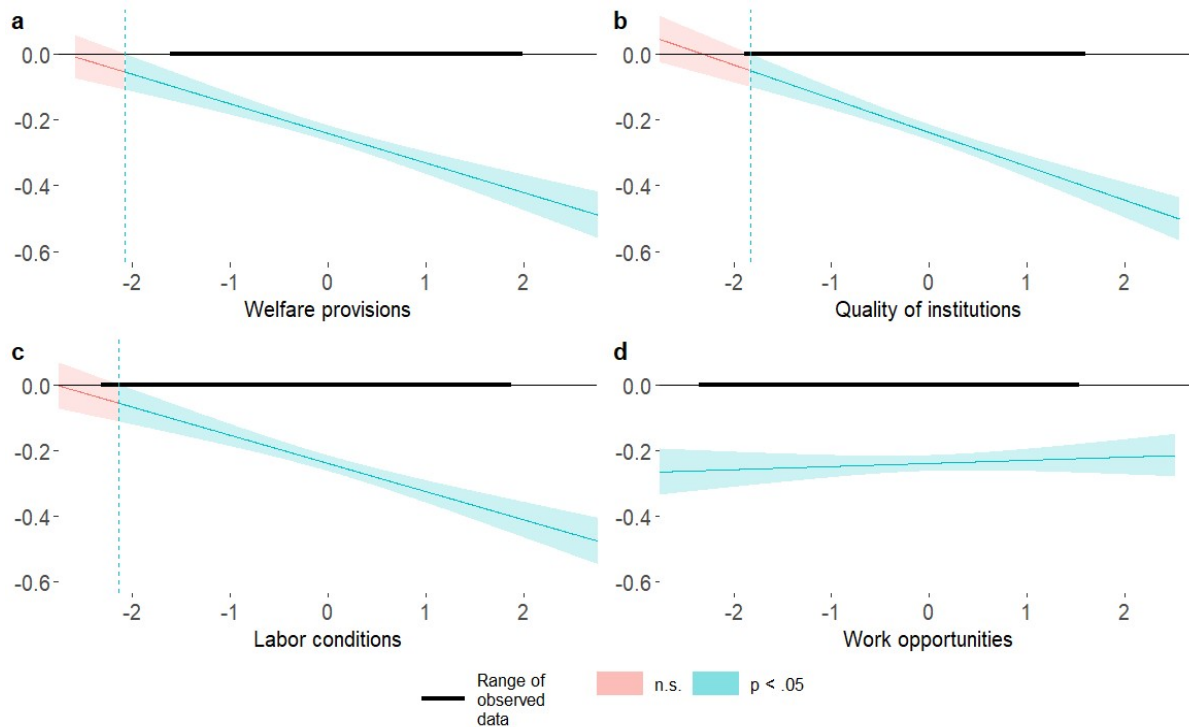 a
0.0
-0.2
-0.4
-0.6
-2 -1 0 1 2
Welfare provisions
b
0.0
-0.2
-0.4
-0.6
-2 -1 0 1 2
Quality of institutions
c
0.0
-0.2
-0.4
-0.6
-2 -1 0 1 2
Labor conditions
d
0.0
-0.2
-0.4
-0.6
-2 -1 0 1 2
Work opportunities
Range of
observed
data
n.s.
p < .05